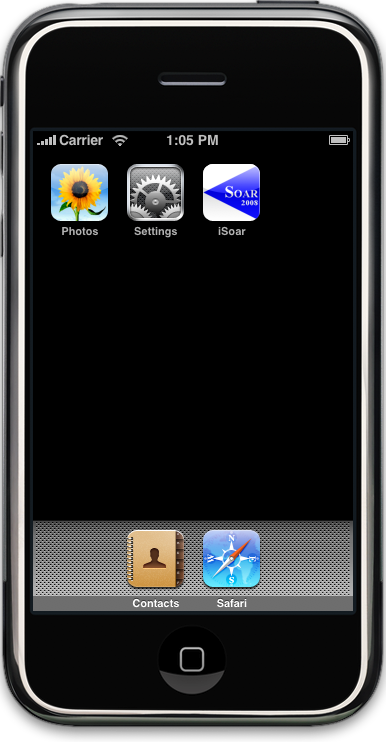 Carrier 1:05 PM
SOAR
2008
Photos Settings iSoar
N
W E
S
Contacts Safari